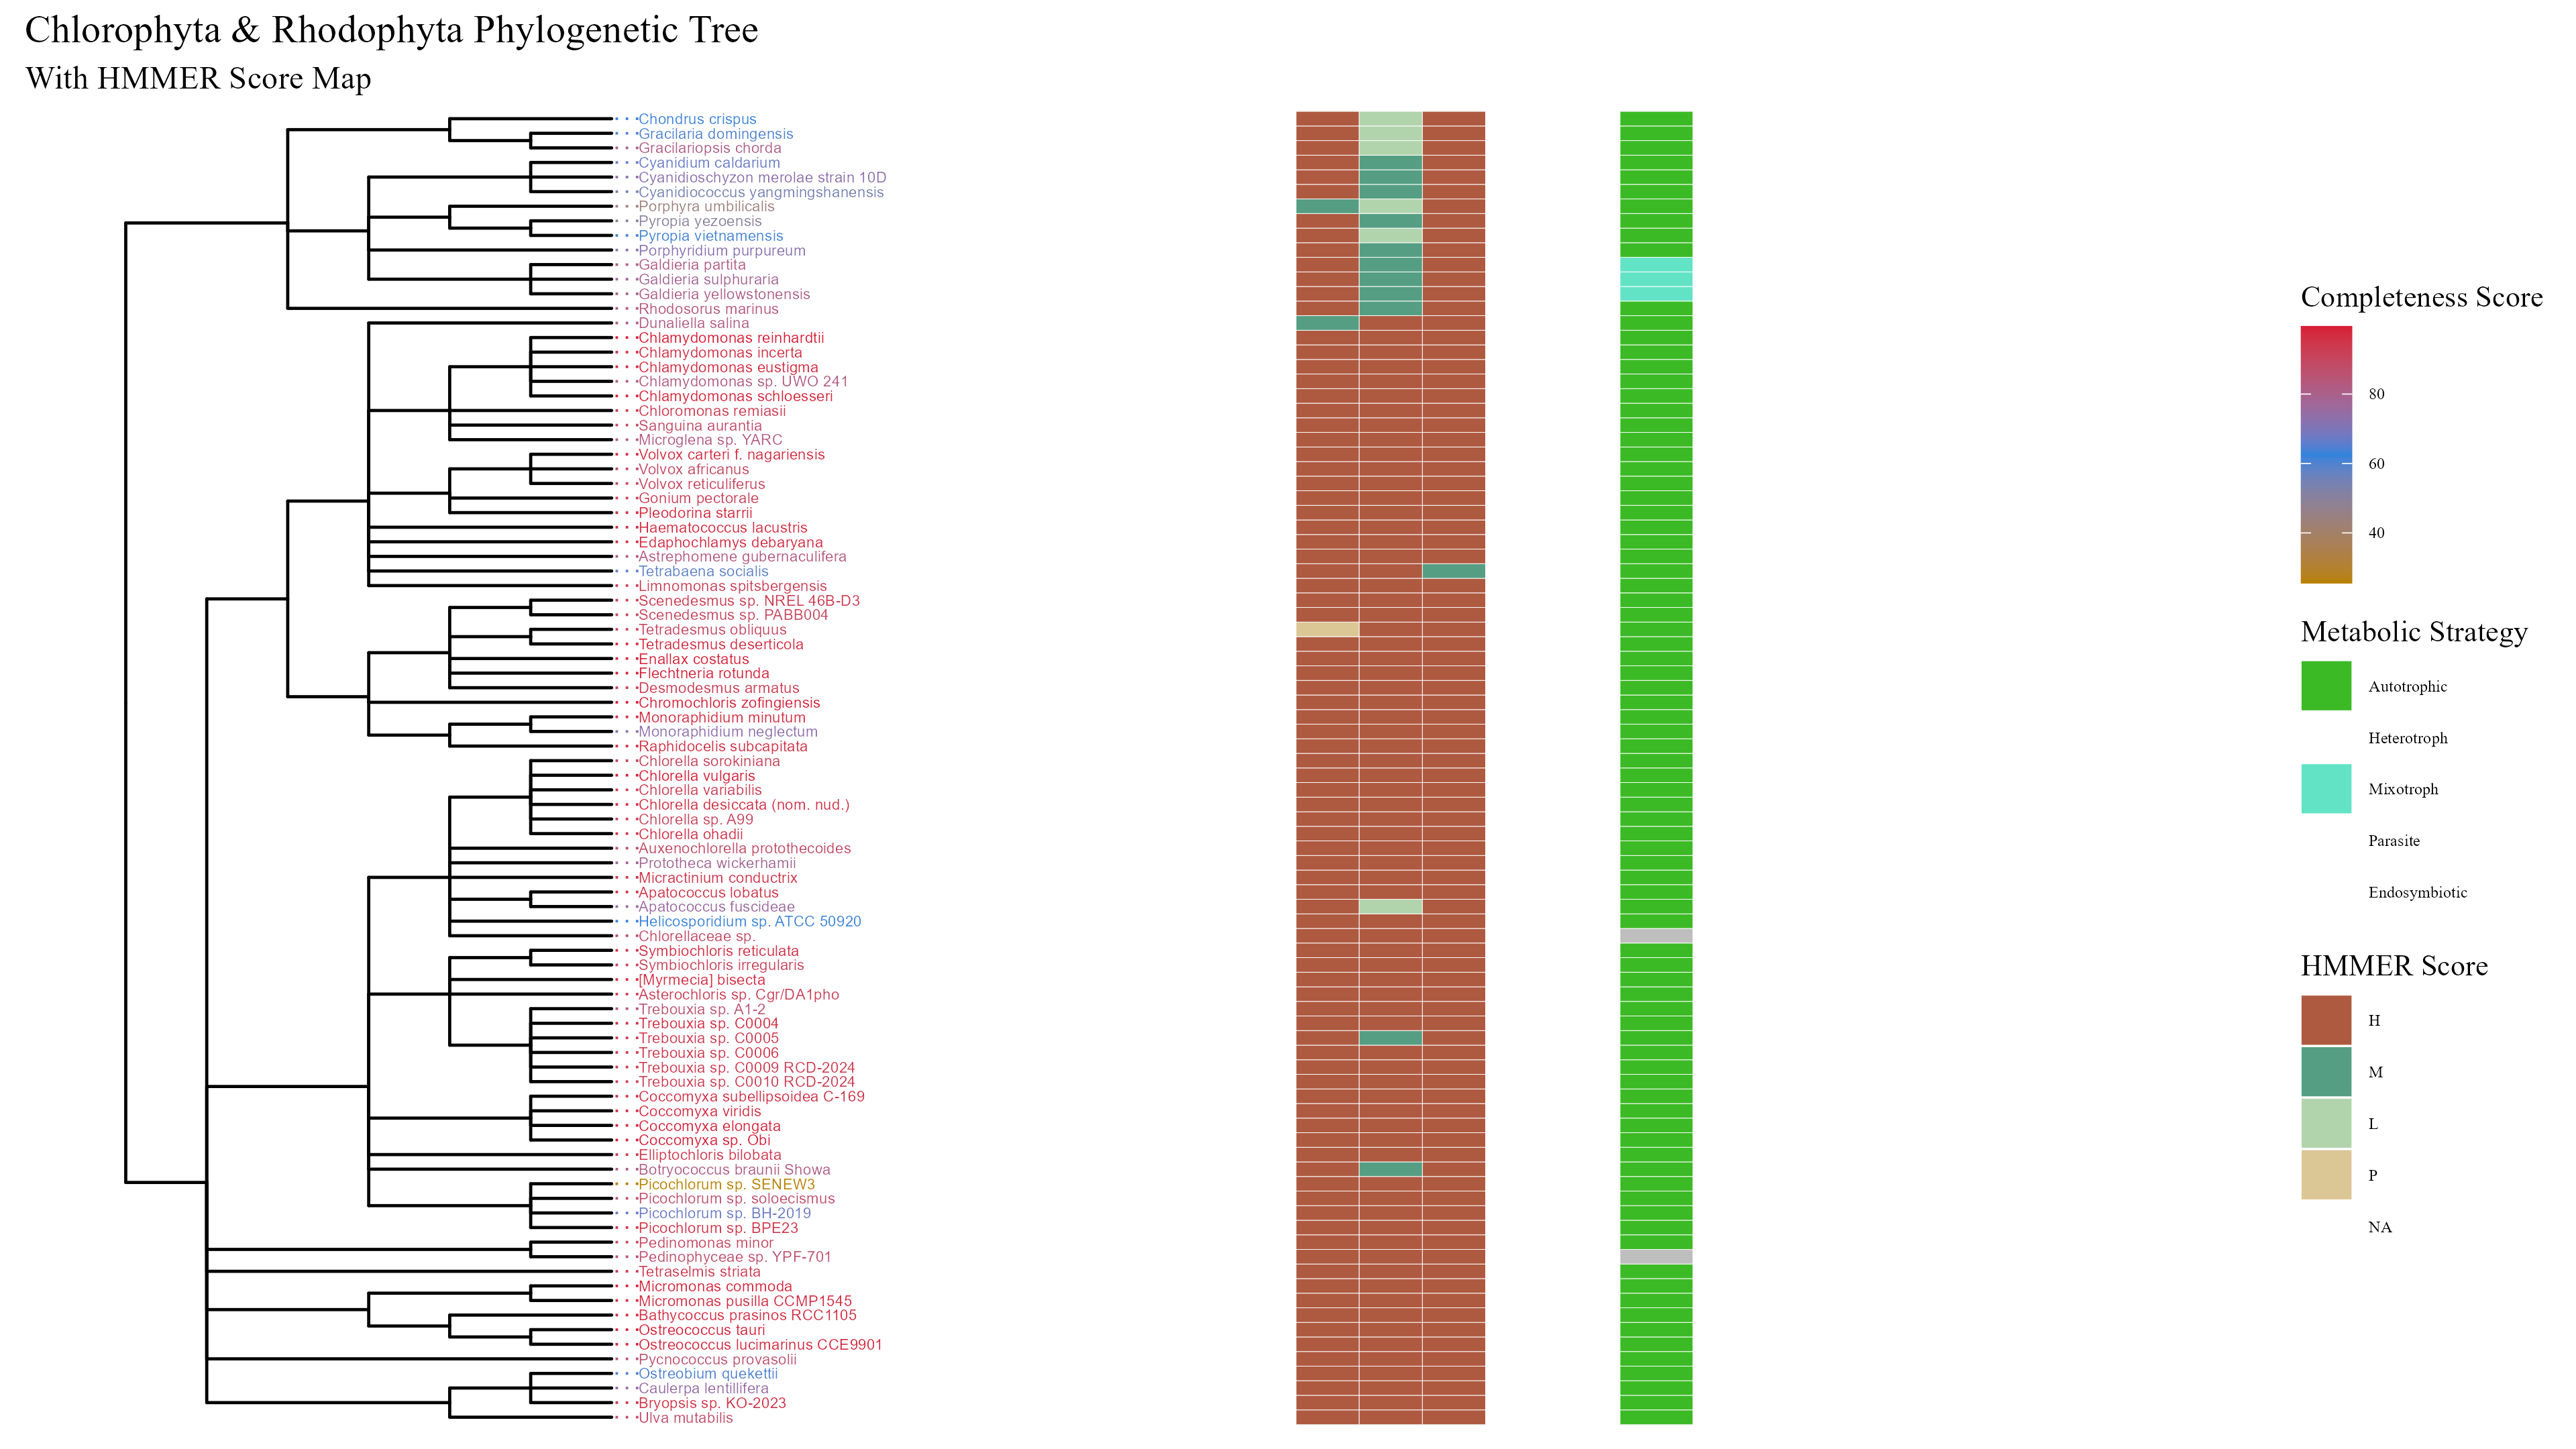 Chlorophyta & Rhodophyta Phylogenetic Tree
With HMMER Score Map
Chondrus crispus
Gracilaria domingensis
Gracilariopsis chorda
Cyanidium caldarium
Cyanidioschyzon merolae strain 10D
Cyanidiococcus yangmingshanensis
Porphyra umbilicalis
Pyropia yezoensis
Pyropia vietnamensis
Porphyridium purpureum
Galdieria partita
Galdieria sulphuraria
Galdieria yellowstonensis
Rhodosorus marinus
Dunaliella salina
Chlamydomonas reinhardtii
Chlamydomonas incerta
Chlamydomonas eustigma
Chlamydomonas sp. UWO 241
Chlamydomonas schloesseri
Chloromonas remiasii
Sanguina aurantia
Microglena sp. YARC
Volvox carteri f. nagariensis
Volvox africanus
Volvox reticuliferus
Gonium pectorale
Pleodorina starrii
Haematococcus lacustris
Edaphochlamys debaryana
Astrephomene gubernaculifera
Tetrabaena socialis
Limnomonas spitsbergensis
Scenedesmus sp. NREL 46B-D3
Scenedesmus sp. PABB004
Tetradesmus obliquus
Tetradesmus deserticola
Enallax costatus
Flechtneria rotunda
Desmodesmus armatus
Chromochloris zofingiensis
Monoraphidium minutum
Monoraphidium neglectum
Raphidocelis subcapitata
Chlorella sorokiniana
Chlorella vulgaris
Chlorella variabilis
Chlorella desiccata (nom. nud.)
Chlorella sp. A99
Chlorella ohadii
Auxenochlorella protothecoides
Prototheca wickerhamii
Micractinium conductrix
Apatococcus lobatus
Apatococcus fuscideae
Helicosporidium sp. ATCC 50920
Chlorellaceae sp.
Symbiochloris reticulata
Symbiochloris irregularis
[Myrmecia] bisecta
Asterochloris sp. Cgr/DA1pho
Trebouxia sp. A1-2
Trebouxia sp. C0004
Trebouxia sp. C0005
Trebouxia sp. C0006
Trebouxia sp. C0009 RCD-2024
Trebouxia sp. C0010 RCD-2024
Coccomyxa subellipsoidea C-169
Coccomyxa viridis
Coccomyxa elongata
Coccomyxa sp. Obi
Elliptochloris bilobata
Botryococcus braunii Showa
Picochlorum sp. SENEW3
Picochlorum sp. soloecismus
Picochlorum sp. BH-2019
Picochlorum sp. BPE23
Pedinomonas minor
Pedinophyceae sp. YPF-701
Tetraselmis striata
Micromonas commoda
Micromonas pusilla CCMP1545
Bathycoccus prasinos RCC1105
Ostreococcus tauri
Ostreococcus lucimarinus CCE9901
Pycnococcus provasolii
Ostreobium quekettii
Caulerpa lentillifera
Bryopsis sp. KO-2023
Ulva mutabilis
Completeness Score
80
60
40
Metabolic Strategy
Autotrophic
Heterotroph
Mixotroph
Parasite
Endosymbiotic
HMMER Score
H
M
L
P
NA